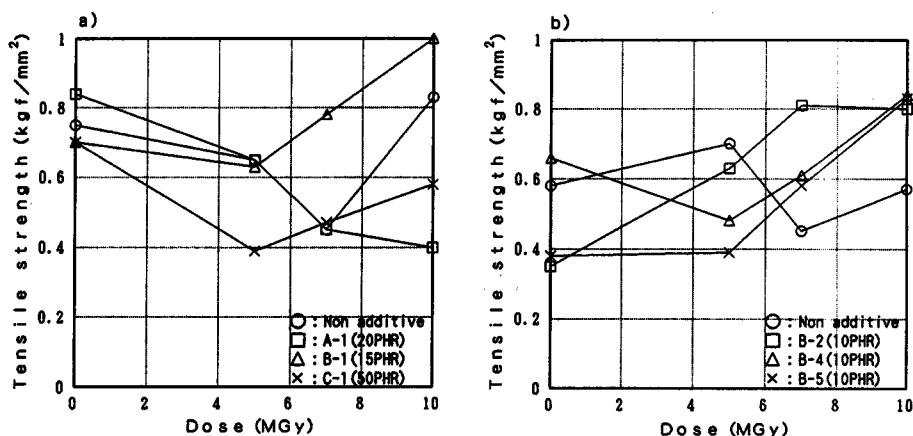 a)
Tensile strength (kgf/mm²)
1
0.8
0.6
0.4
0.2
0
0 2 4 6 8 10
Dose (MGy)
○ : Non additive
□ : A-1(20PHR)
△ : B-1(15PHR)
× : C-1(50PHR)
b)
Tensile strength (kgf/mm²)
1
0.8
0.6
0.4
0.2
0
0 2 4 6 8 10
Dose (MGy)
○ : Non additive
□ : B-2(10PHR)
△ : B-4(10PHR)
× : B-5(10PHR)